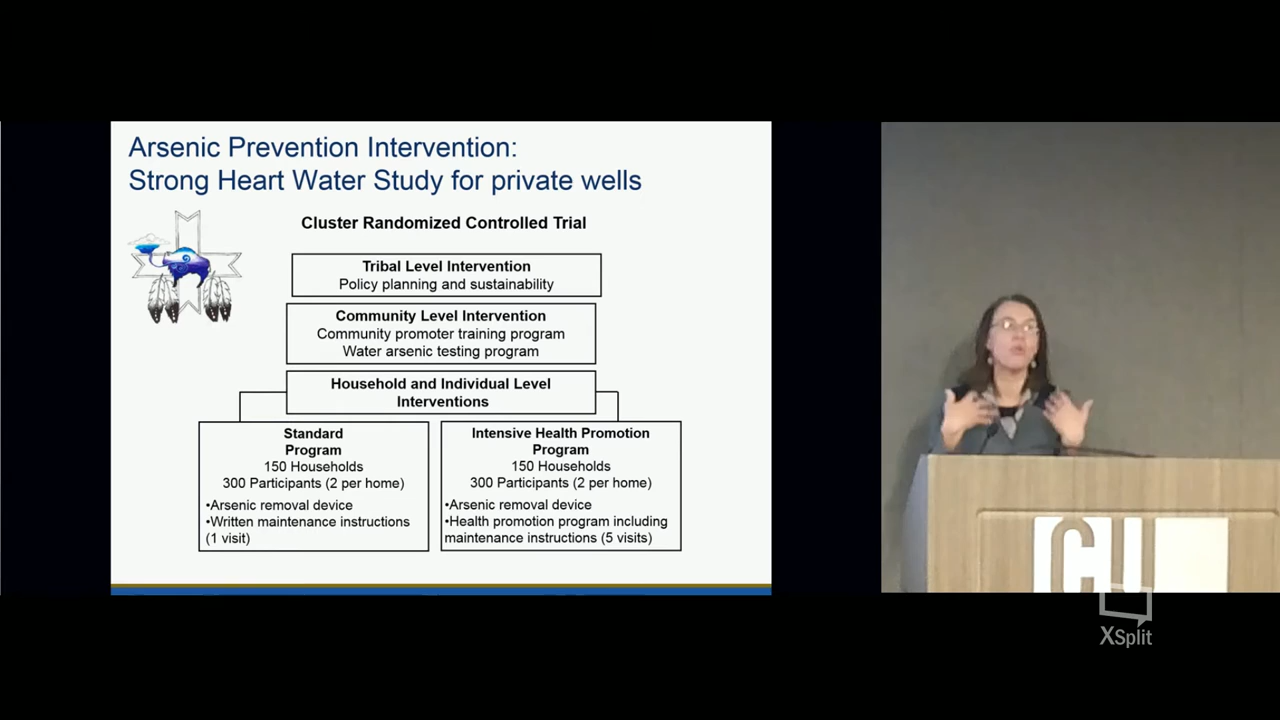 Arsenic Prevention Intervention:
Strong Heart Water Study for private wells
Cluster Randomized Controlled Trial
Tribal Level Intervention
Policy planning and sustainability
Community Level Intervention
Community promoter training program
Water arsenic testing program
Household and Individual Level
Interventions
Standard
Program
150 Households
300 Participants (2 per home)
•Arsenic removal device
•Written maintenance instructions
(1 visit)
Intensive Health Promotion
Program
150 Households
300 Participants (2 per home)
•Arsenic removal device
•Health promotion program including
maintenance instructions (5 visits)
CU
XSplit